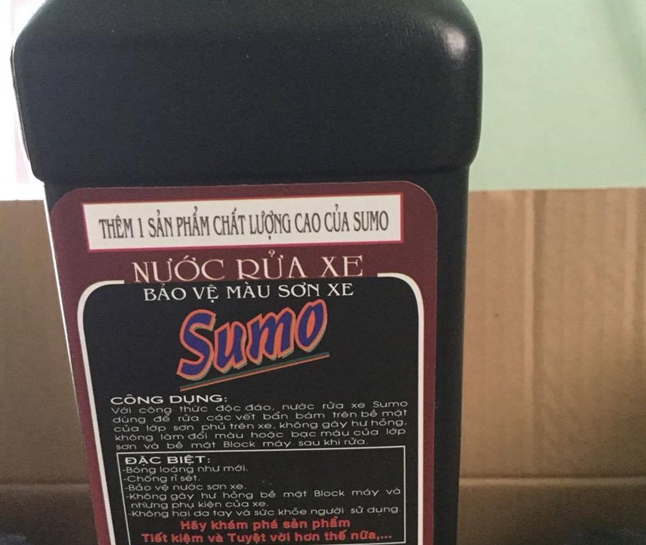 THÊM 1 SẢN PHẨM CHẤT LƯỢNG CAO CỦA SUMO
NƯỚC RỬA XE
BẢO VỆ MÀU SƠN XE
Sumo
CÔNG DỤNG:
Với công thức độc đáo, nước rửa xe Sumo
dùng để rửa các vết bẩn bám trên bề mặt
của lớp sơn phủ trên xe, không gây hư hỏng,
không làm đổi màu hoặc bạc màu của lớp
sơn và bề mặt Block máy sau khi rửa.
ĐẶC BIỆT:
-Bóng loáng như mới.
-Chống rỉ sét.
-Bảo vệ nước sơn xe.
-Không gây hư hỏng bề mặt Block máy và
những phụ kiện của xe.
-Không hại da tay và sức khỏe người sử dụng.
Hãy khám phá sản phẩm
Tiết kiệm và Tuyệt vời hơn thế nữa,...